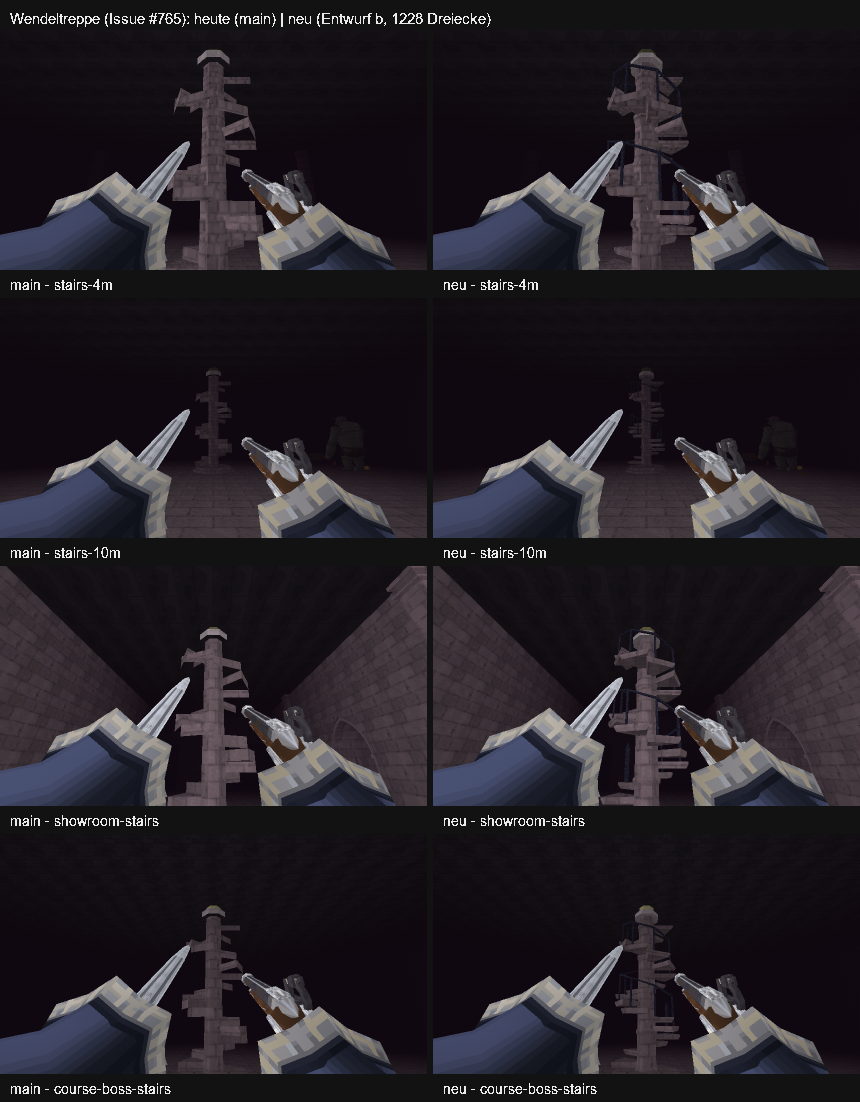 Wendeltreppe (Issue #765): heute (main) | neu (Entwurf b, 1228 Dreiecke)
main - stairs-4m
neu - stairs-4m
main - stairs-10m
neu - stairs-10m
main - showroom-stairs
neu - showroom-stairs
main - course-boss-stairs
neu - course-boss-stairs